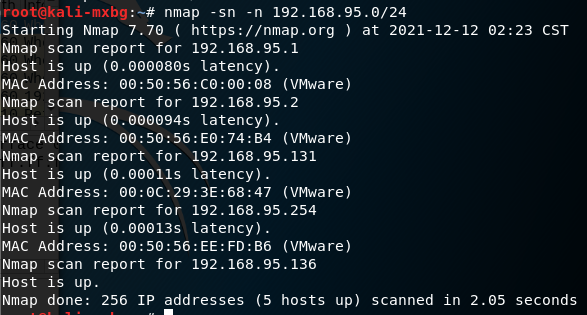 root@kali-mxbg:~# nmap -sn -n 192.168.95.0/24
Starting Nmap 7.70 ( https://nmap.org ) at 2021-12-12 02:23 CST
Nmap scan report for 192.168.95.1
Host is up (0.000080s latency).
MAC Address: 00:50:56:C0:00:08 (VMware)
Nmap scan report for 192.168.95.2
Host is up (0.000094s latency).
MAC Address: 00:50:56:E0:74:B4 (VMware)
Nmap scan report for 192.168.95.131
Host is up (0.00011s latency).
MAC Address: 00:0C:29:3E:68:47 (VMware)
Nmap scan report for 192.168.95.254
Host is up (0.00013s latency).
MAC Address: 00:50:56:EE:FD:B6 (VMware)
Nmap scan report for 192.168.95.136
Host is up.
Nmap done: 256 IP addresses (5 hosts up) scanned in 2.05 seconds
root@kali-mxbg:~#